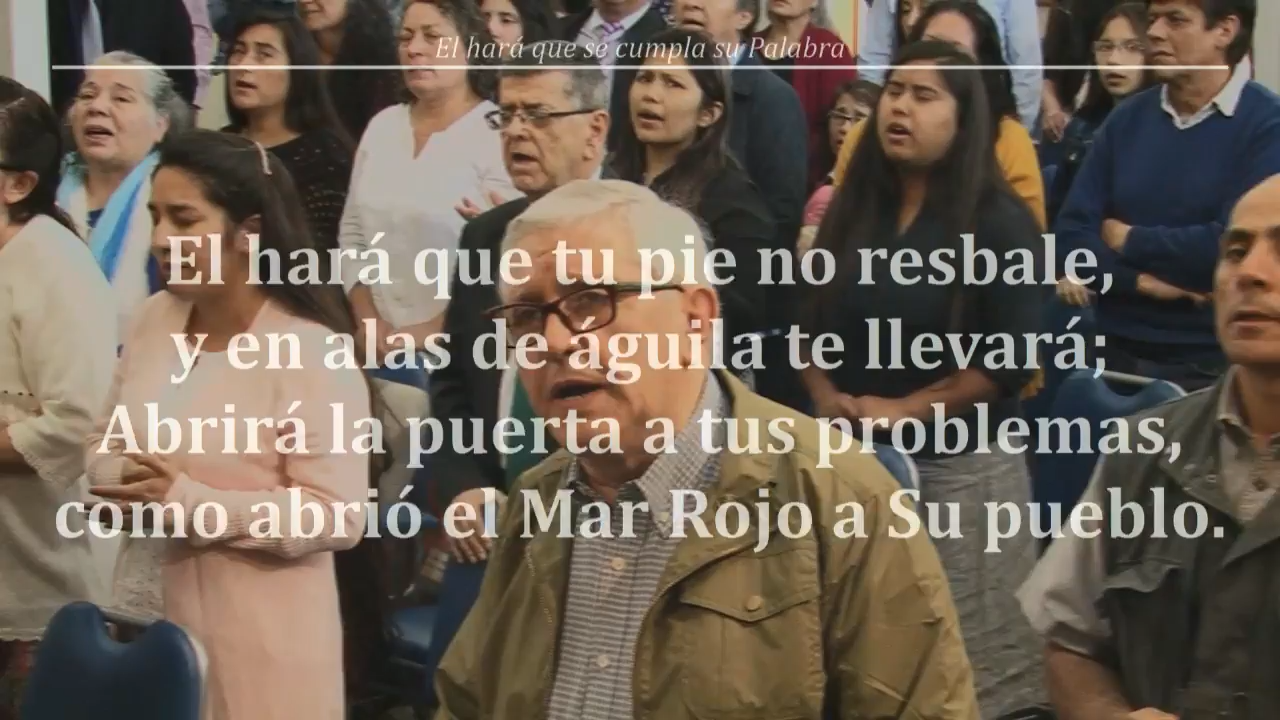 El hará que se cumpla su Palabra
El hará que tu pie no resbale,
y en alas de águila te llevará;
Abrirá la puerta a tus problemas,
como abrió el Mar Rojo a Su pueblo.